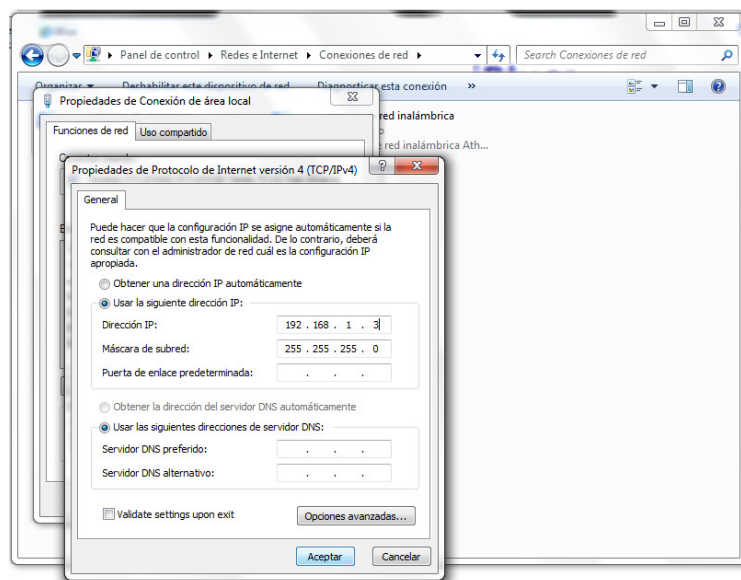 Panel de control ▸ Redes e Internet ▸ Conexiones de red ▸
Search Conexiones de red
Organizar Deshabilitar este dispositivo de red Diagnosticar esta conexión »
red inalámbrica
red inalámbrica Ath...
Propiedades de Conexión de área local
Funciones de red Uso compartido
Propiedades de Protocolo de Internet versión 4 (TCP/IPv4)
General
Puede hacer que la configuración IP se asigne automáticamente si la
red es compatible con esta funcionalidad. De lo contrario, deberá
consultar con el administrador de red cuál es la configuración IP
apropiada.
Obtener una dirección IP automáticamente
Usar la siguiente dirección IP:
Dirección IP: 192 . 168 . 1 . 3
Máscara de subred: 255 . 255 . 255 . 0
Puerta de enlace predeterminada: . . .
Obtener la dirección del servidor DNS automáticamente
Usar las siguientes direcciones de servidor DNS:
Servidor DNS preferido: . . .
Servidor DNS alternativo: . . .
Validate settings upon exit
Opciones avanzadas...
Aceptar Cancelar